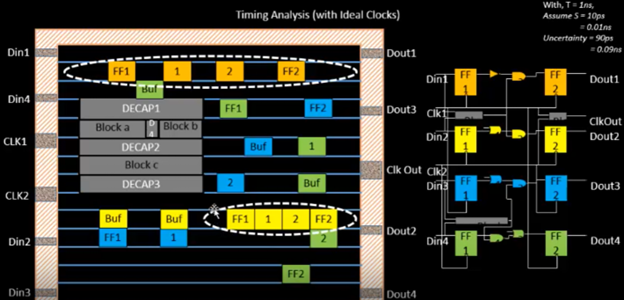 Timing Analysis (with Ideal Clocks)
With, T = 1ns,
Assume S = 10ps
= 0.01ns
Uncertainty = 90ps
= 0.09ns
Din1
FF1
1
2
FF2
Dout1
Buf
Din4
DECAP1
FF1
FF2
Dout3
Block a
D
4
Block b
CLK1
DECAP2
Buf
1
Block c
Clk Out
DECAP3
2
Buf
CLK2
Buf
Buf
FF1
1
2
FF2
Dout2
Din2
FF1
1
2
FF2
Din3
Dout4
Din1
FF
1
FF
2
Dout1
Clk1
ClkOut
Din2
FF
1
FF
2
Dout2
Clk2
Din3
FF
1
FF
2
Dout3
Din4
FF
1
FF
2
Dout4